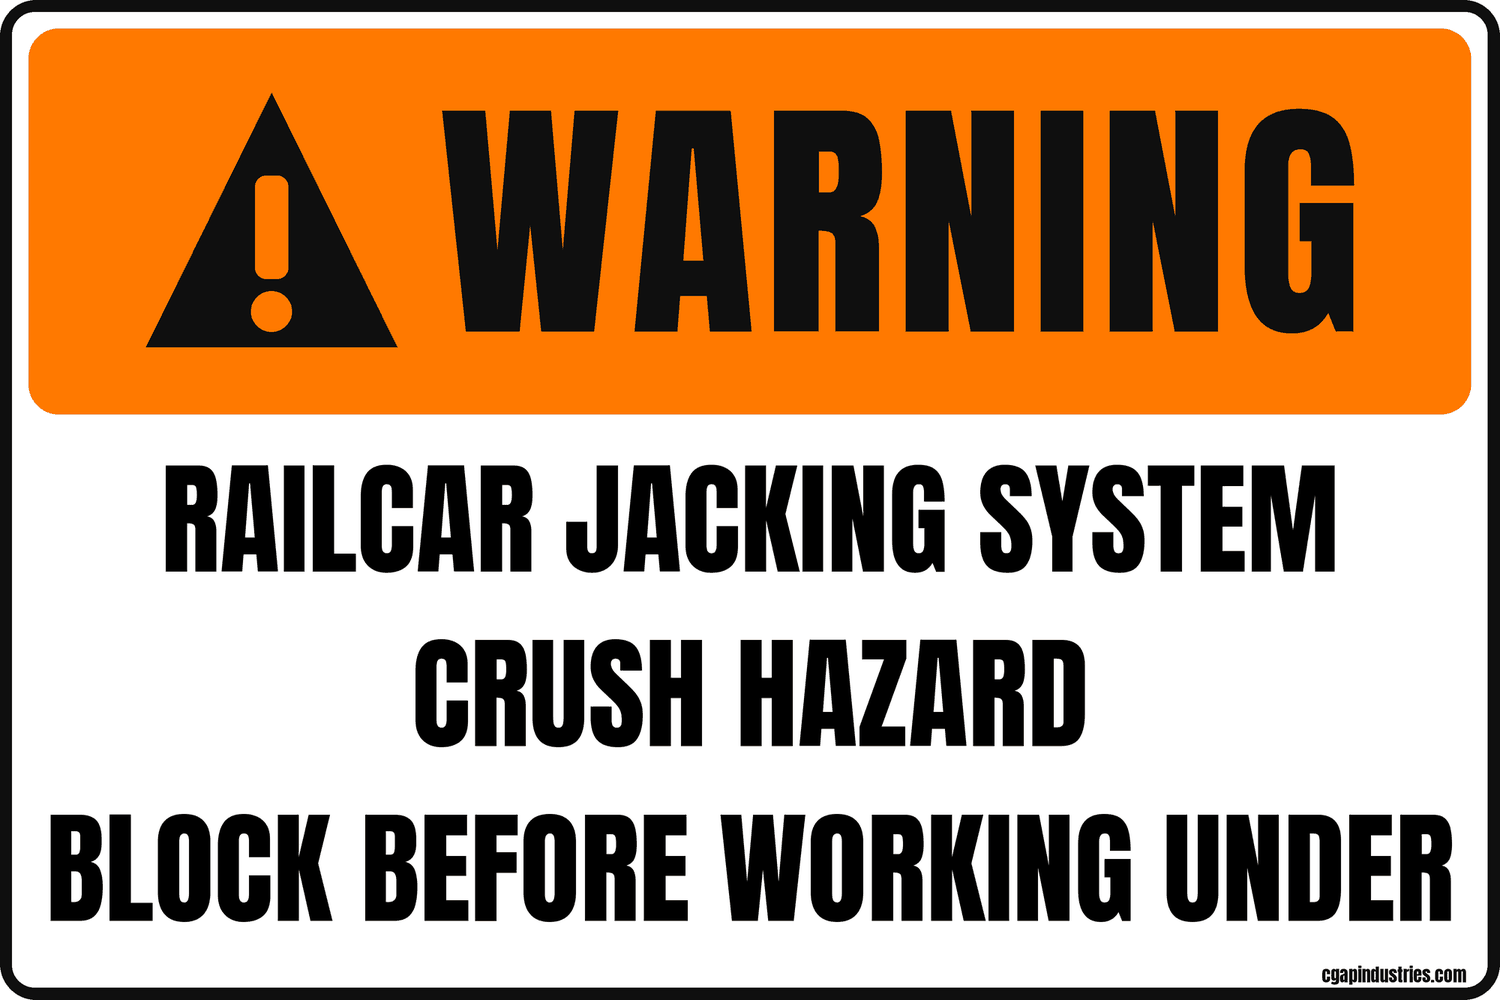 WARNING
RAILCAR JACKING SYSTEM
CRUSH HAZARD
BLOCK BEFORE WORKING UNDER
cgapindustries.com